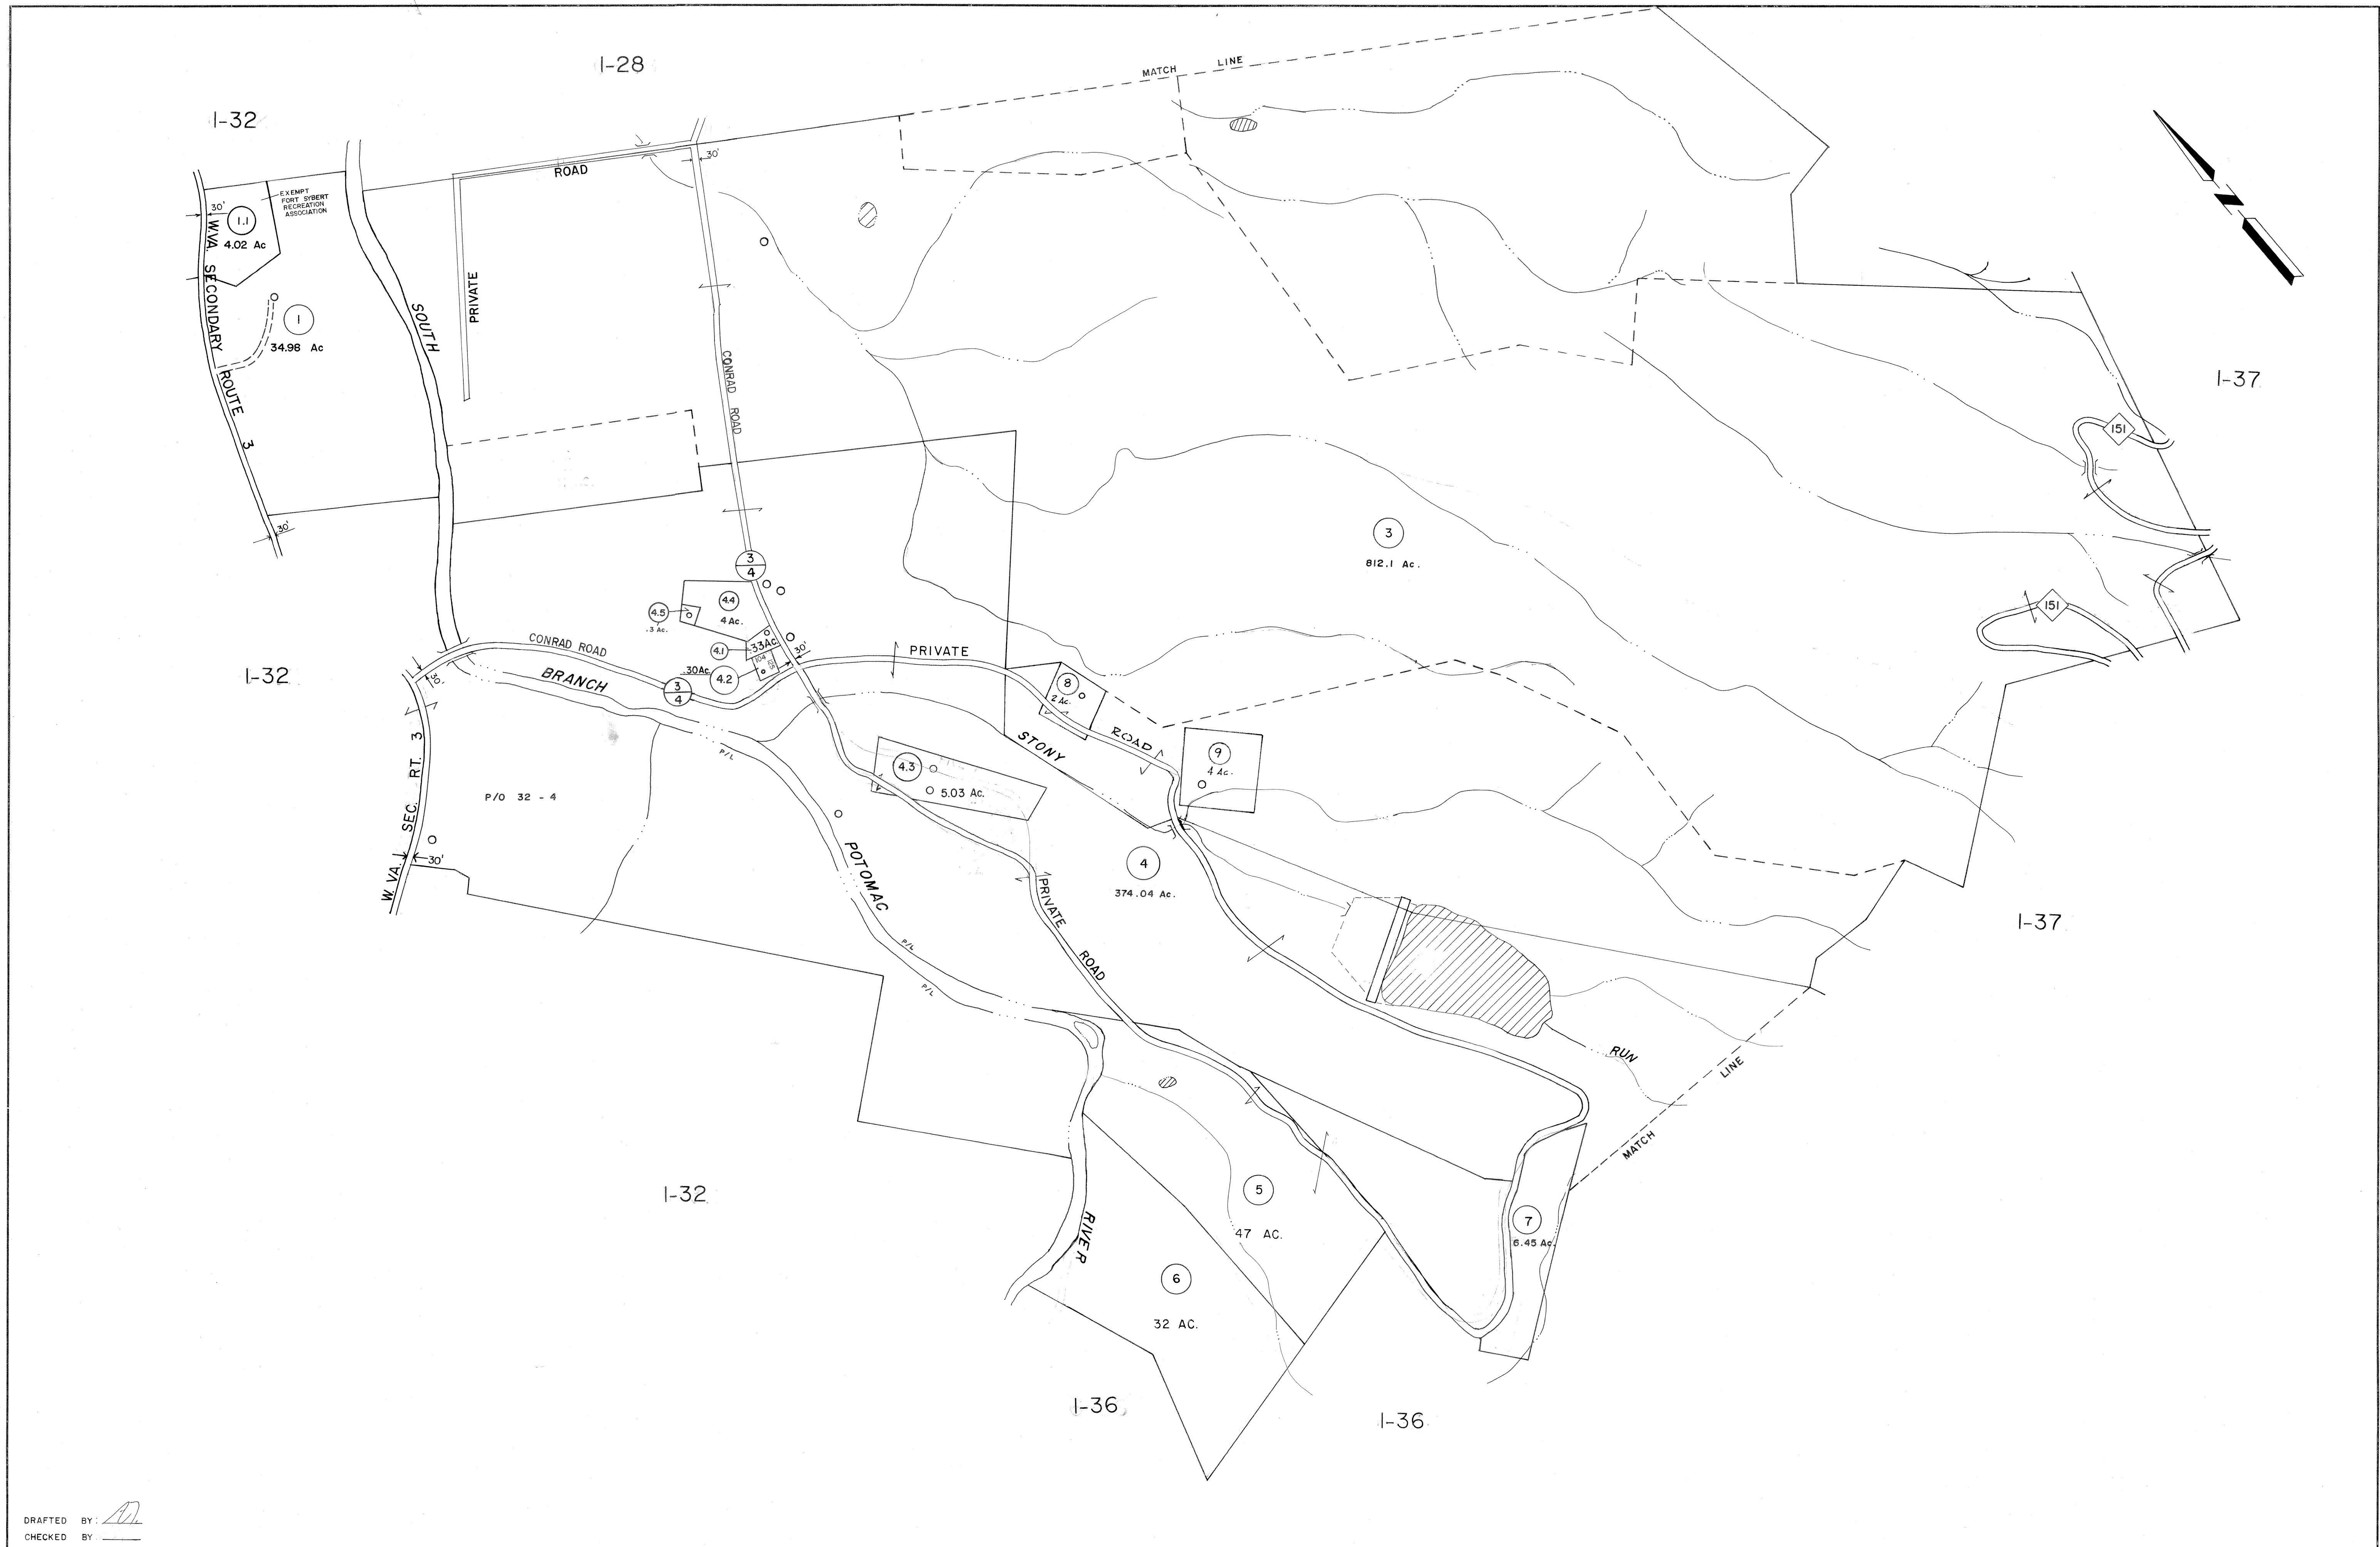 I-28
MATCH LINE
I-32
ROAD
30'
EXEMPT
FORT SYBERT
RECREATION
ASSOCIATION
30'
1.1
4.02 Ac
W.VA. SECONDARY ROUTE 3
N
PRIVATE
SOUTH
1
34.98 Ac
CONRAD ROAD
I-37
151
30'
3
812.1 Ac.
3
4
4.4
4 Ac.
4.5
.3 Ac.
151
4.1
.33Ac.
104
105
30'
CONRAD ROAD
PRIVATE
I-32
30'
BRANCH
.30Ac.
4.2
3
4
8
2 Ac.
STONY
ROAD
9
4 Ac.
P/L
W. VA. SEC. RT. 3
4.3
5.03 Ac.
P/O 32 - 4
30'
POTOMAC
4
374.04 Ac.
PRIVATE ROAD
I-37
P/L
P/L
RUN
MATCH LINE
I-32
5
47 AC.
7
6.45 Ac.
RIVER
6
32 AC.
I-36
I-36
DRAFTED BY:
CHECKED BY